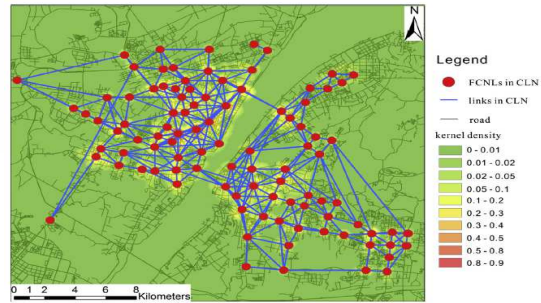 N
Legend
FCNLs in CLN
links in CLN
road
kernel density
0 - 0.01
0.01 - 0.02
0.02 - 0.05
0.05 - 0.1
0.1 - 0.2
0.2 - 0.3
0.3 - 0.4
0.4 - 0.5
0.5 - 0.8
0.8 - 0.9
0 1 2 4 6 8
Kilometers